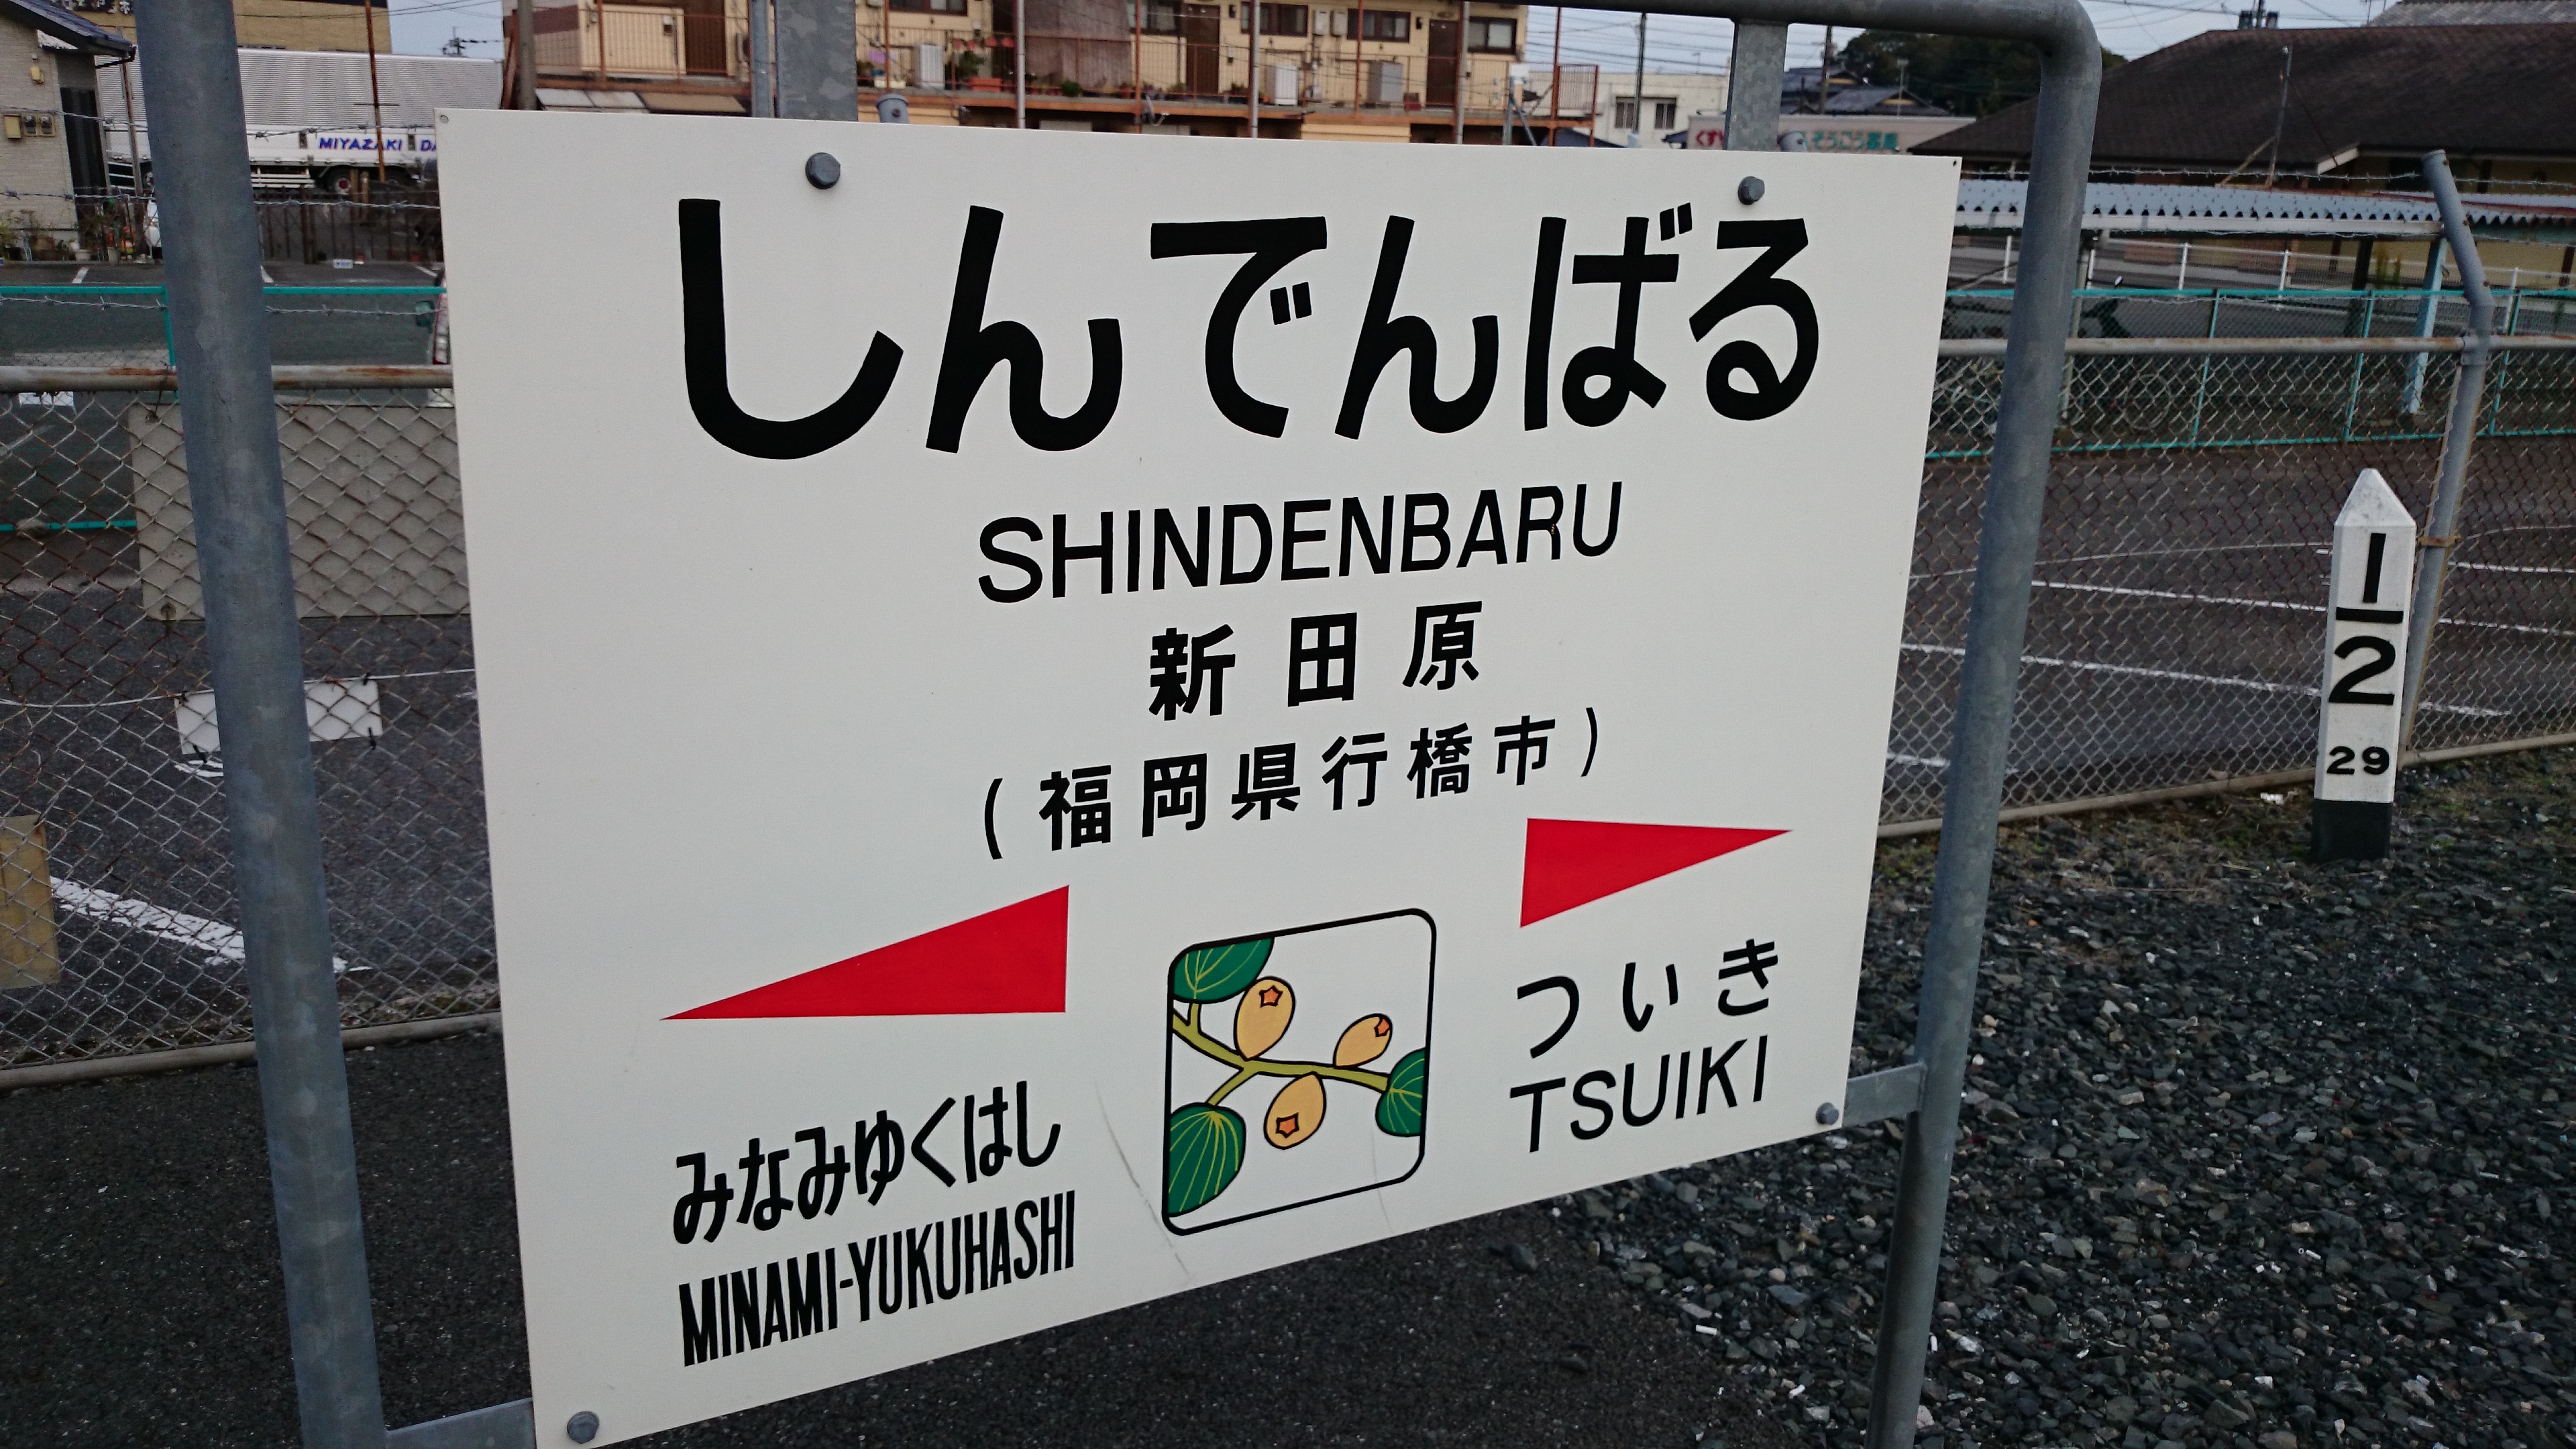 MIYAZAKI
しんでんばる
SHINDENBARU
新田原
(福岡県行橋市)
みなみゆくはし
MINAMI-YUKUHASHI
ついき
TSUIKI
1
2
29